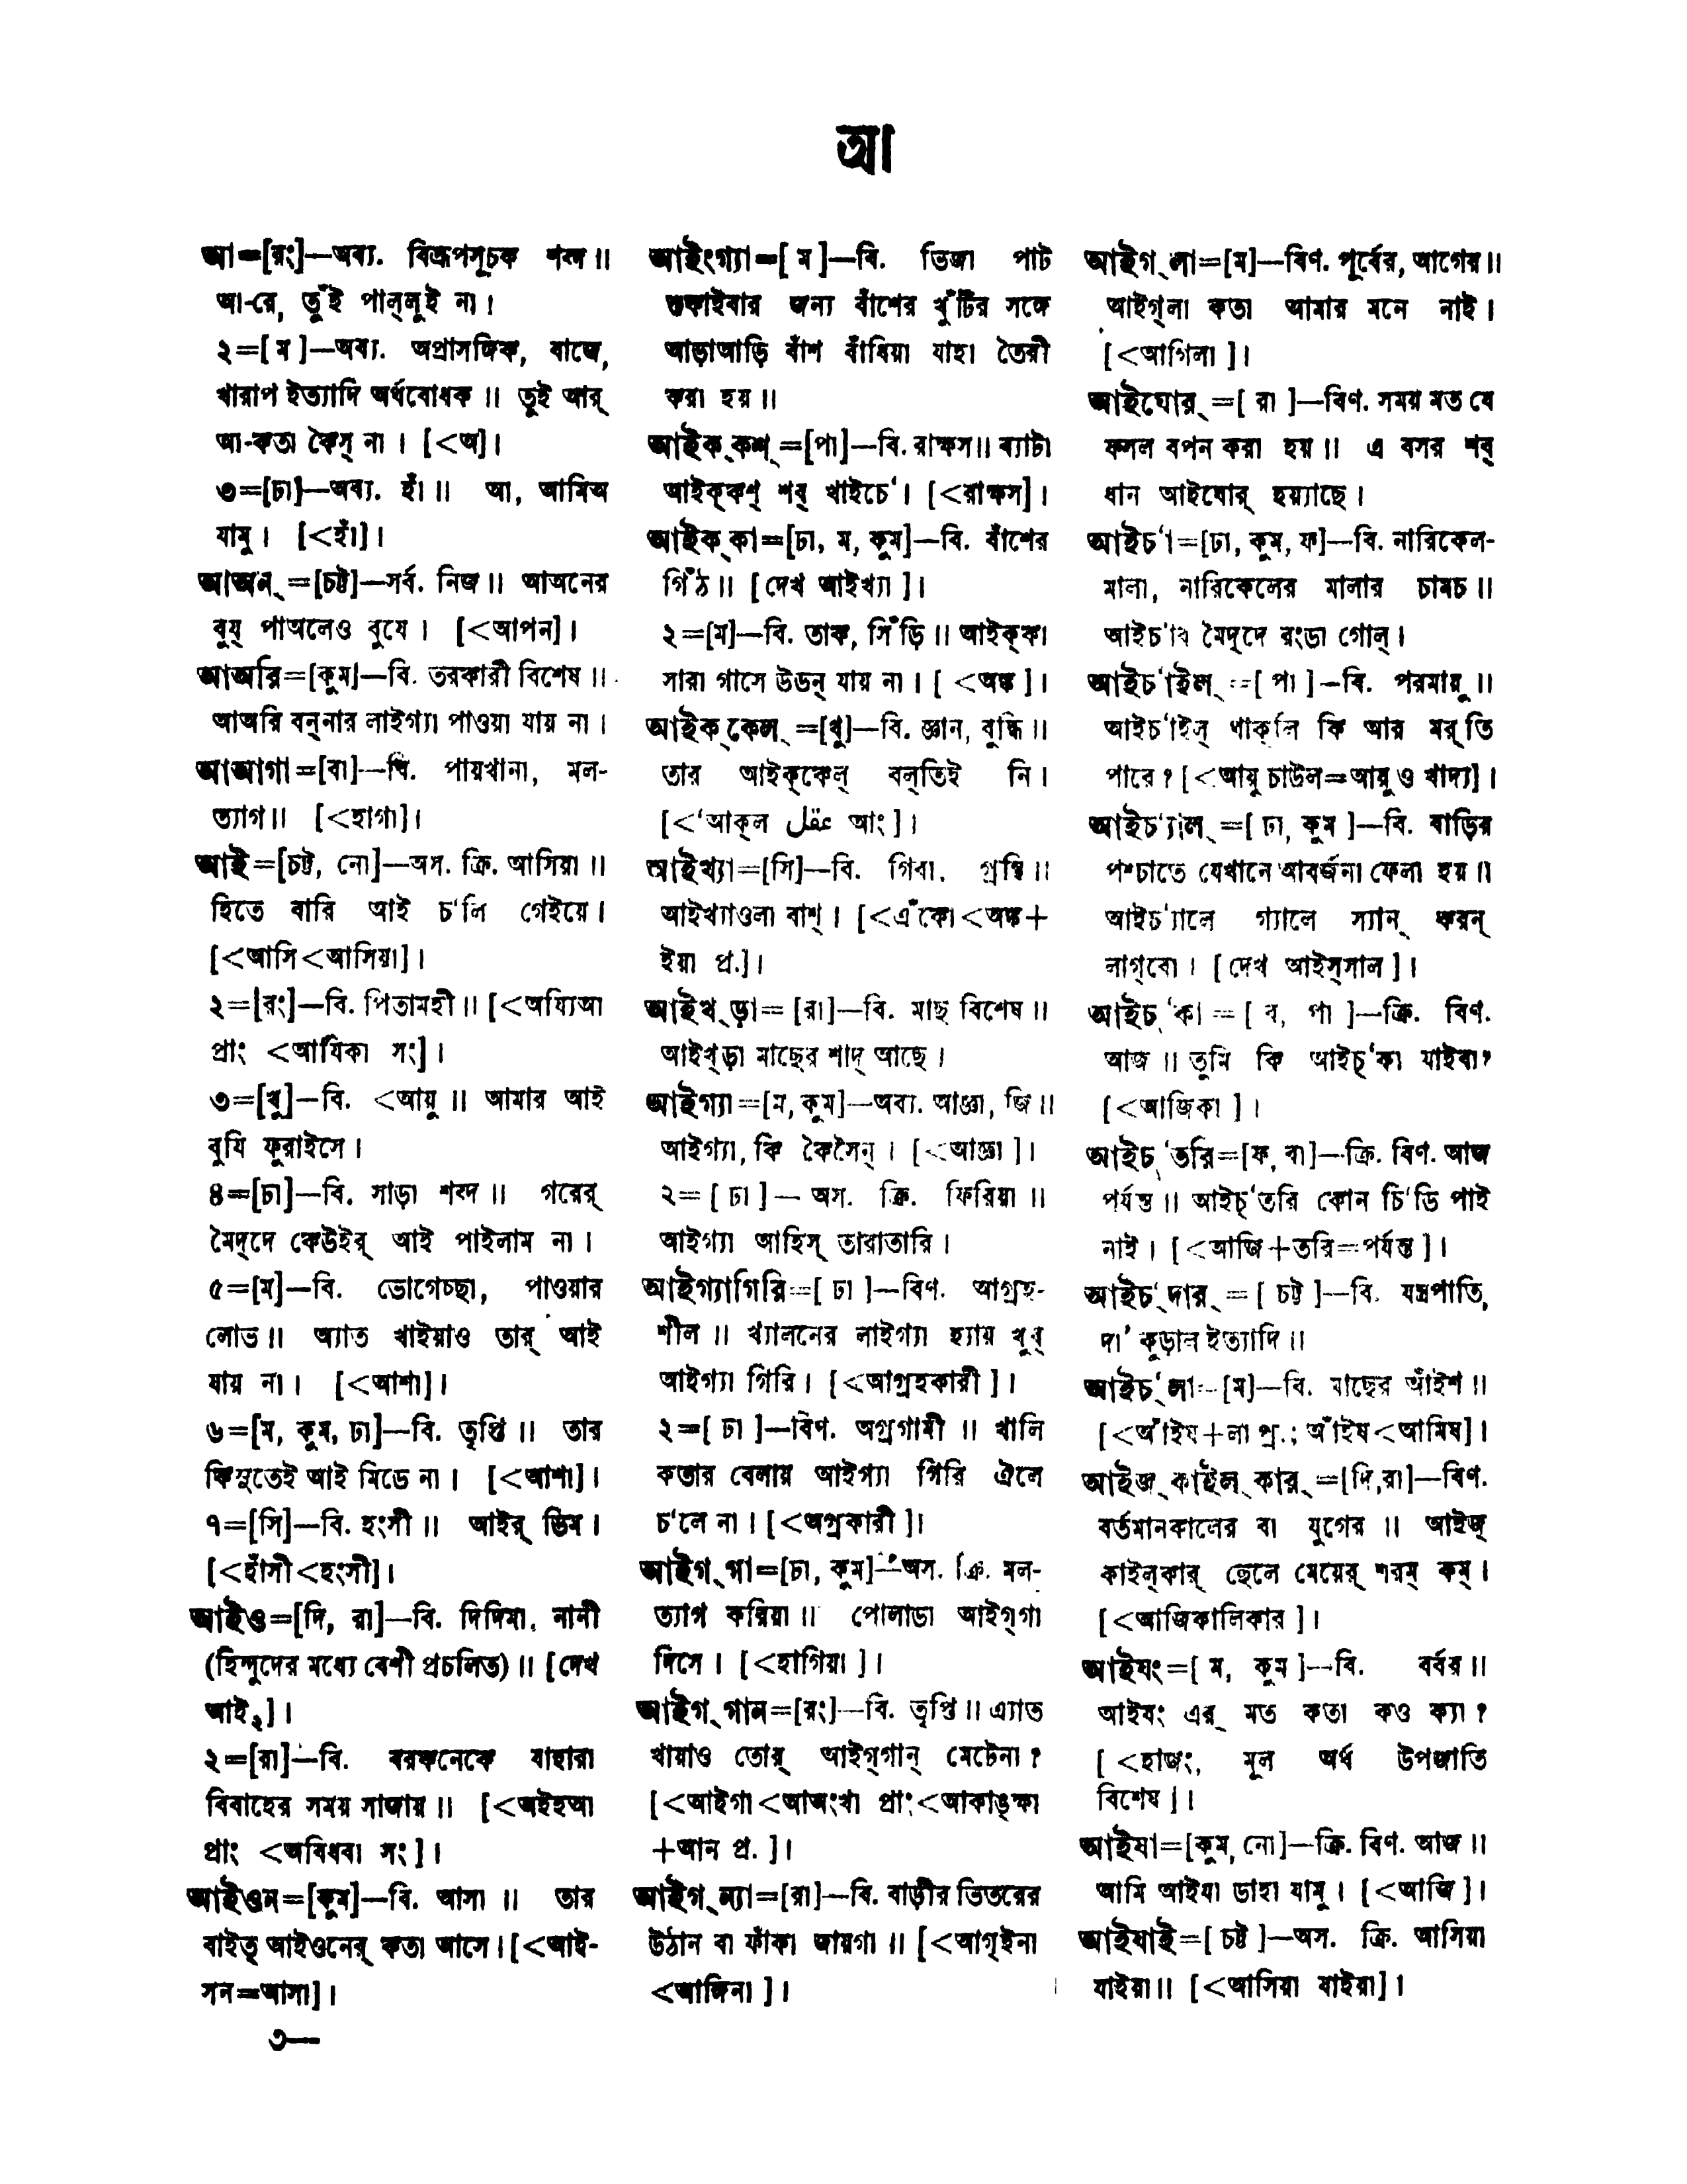 আ
আ=[রং]—অব্য. বিদ্রূপসূচক শব্দ॥
আ-রে, তুঁই পাল্লুই না।
২=[ম]—অব্য. অপ্রাসঙ্গিক, বাজে,
খারাপ ইত্যাদি অর্থবোধক॥ তুই আর্
আ-কতা কৈস্ না। [<অ]।
৩=[ঢা]—অব্য. হাঁ॥ আ, আমিঅ
যামু। [<হাঁ]।
আঅন্=[চট্ট]—সর্ব. নিজ॥ আঅনের
বুয্ পাঅলেও বুযে। [<আপন]।
আঅরি=[কুম]—বি. তরকারী বিশেষ॥
আঅরি বন্নার লাইগ্যা পাওয়া যায় না।
আআগা=[বা]—বি. পায়খানা, মল-
ত্যাগ॥ [<হাগা]।
আই=[চট্ট, নো]—অস. ক্রি. আসিয়া॥
হিতে বারি আই চ'লি গেইয়ে।
[<আসি<আসিয়া]।
২=[রং]—বি. পিতামহী॥ [<অয্যিআ
প্রাং <আর্যিকা সং]।
৩=[খু]—বি. <আয়ু॥ আমার আই
বুযি ফুরাইসে।
৪=[ঢা]—বি. সাড়া শব্দ॥ গরের্
মৈদ্দে কেউইর্ আই পাইলাম না।
৫=[ম]—বি. ভোগেচ্ছা, পাওয়ার
লোভ॥ অ্যাত খাইয়াও তার্ আই
যায় না। [<আশা]।
৬=[ম, কুম, ঢা]—বি. তৃপ্তি॥ তার
কিসুতেই আই মিডে না। [<আশা]।
৭=[সি]—বি. হংসী॥ আইর্ ডিম।
[<হাঁসী<হংসী]।
আইও=[দি, রা]—বি. দিদিমা, নানী
(হিন্দুদের মধ্যে বেশী প্রচলিত)॥ [দেখ
আই২]।
২=[রা]—বি. বরকনেকে যাহারা
বিবাহের সময় সাজায়॥ [<অইহআ
প্রাং <অবিধবা সং]।
আইওন=[কুম]—বি. আসা॥ তার
বাইত্ আইওনের্ কতা আসে। [<আই-
সন=আসা]।
৩—
আইংগ্যা=[ম]—বি. ভিজা পাট
শুকাইবার জন্য বাঁশের খুঁটির সঙ্গে
আড়াআড়ি বাঁশ বাঁধিয়া যাহা তৈরী
করা হয়॥
আইক্কশ্=[পা]—বি. রাক্ষস॥ ব্যাটা
আইক্কশ্ শব্ খাইচে'। [<রাক্ষস]।
আইক্কা=[ঢা, ম, কুম]—বি. বাঁশের
গিঁঠ॥ [দেখ আইখ্যা]।
২=[ম]—বি. তাক, সিঁড়ি॥ আইক্কা
সারা গাসে উডন্ যায় না। [<অঙ্ক]।
আইক্কেল্=[খু]—বি. জ্ঞান, বুদ্ধি॥
তার আইক্কেল্ বল্তিই নি।
[<'আক্ল عقل আং]।
আইখ্যা=[সি]—বি. গিরা, গ্রন্থি॥
আইখ্যাওলা বাশ্। [<এঁকো<অঙ্ক+
ইয়া প্র.]।
আইখ্ড়া=[রা]—বি. মাছ বিশেষ॥
আইখ্ড়া মাছের শাদ্ আছে।
আইগ্যা=[ম, কুম]—অব্য. আজ্ঞা, জি॥
আইগ্যা, কি কৈসৈন্। [<আজ্ঞা]।
২=[ঢা]—অস. ক্রি. ফিরিয়া॥
আইগ্যা আহিস্ তারাতারি।
আইগ্যাগিরি=[ঢা]—বিণ. আগ্রহ-
শীল॥ খ্যালনের লাইগ্যা হ্যায় খুব্
আইগ্যা গিরি। [<আগ্রহকারী]।
২=[ঢা]—বিণ. অগ্রগামী॥ খালি
কতার বেলায় আইগ্যা গিরি ঐলে
চ'লে না। [<অগ্রকারী]।
আইগ্গা=[ঢা, কুম]—অস. ক্রি. মল-
ত্যাগ করিয়া॥ পোলাডা আইগ্গা
দিসে। [<হাগিয়া]।
আইগ্গান=[রং]—বি. তৃপ্তি॥ এ্যাত
খায়াও তোর্ আইগ্গান্ মেটেনা?
[<আইগা<আঅংখা প্রাং<আকাঙ্ক্ষা
+আন প্র.]।
আইগ্ন্যা=[রা]—বি. বাড়ীর ভিতরের
উঠান বা ফাঁকা জায়গা॥ [<আগ্ইনা
<আঙ্গিনা]।
আইগ্লা=[ম]—বিণ. পূর্বের, আগের॥
আইগ্লা কতা আমার মনে নাই।
[<আগিলা]।
আইঘোর্=[রা]—বিণ. সময় মত যে
ফসল বপন করা হয়॥ এ বসর শব্
ধান আইঘোর্ হয়্যাছে।
আইচ'া=[ঢা, কুম, ফ]—বি. নারিকেল-
মালা, নারিকেলের মালার চামচ॥
আইচ'ার মৈদ্দে রংডা গোল্।
আইচ'াইল্=[পা]—বি. পরমায়ু॥
আইচ'াইল্ থাক্লি কি আর মর্তি
পারে? [<আয়ু চাউল=আয়ু ও খাদ্য]।
আইচ'্যাল্=[ঢা, কুম]—বি. বাড়ির
পশ্চাতে যেখানে আবর্জনা ফেলা হয়॥
আইচ'্যালে গ্যালে স্যান্ করন্
লাগ্বো। [দেখ আইস্সাল]।
আইচ্'কা=[ব, পা]—ক্রি. বিণ.
আজ॥ তুমি কি আইচ্'কা যাইবা?
[<আজিকা]।
আইচ্'তরি=[ফ, বা]—ক্রি. বিণ. আজ
পর্যন্ত॥ আইচ্'তরি কোন চি'ডি পাই
নাই। [<আজি+তরি=পর্যন্ত]।
আইচ্'দার্=[চট্ট]—বি. যন্ত্রপাতি,
দা' কুড়াল ইত্যাদি॥
আইচ্'লা=[ম]—বি. মাছের আঁইশ॥
[<আঁইষ+লা প্র.; আঁইষ<আমিষ]।
আইজ্কাইল্কার্=[দি,রা]—বিণ.
বর্তমানকালের বা যুগের॥ আইজ্
কাইল্কার্ ছেলে মেয়ের্ শরম্ কম্।
[<আজিকালিকার]।
আইযং=[ম, কুম]—বি. বর্বর॥
আইযং এর্ মত কতা কও ক্যা?
[<হাজং, মূল অর্থ উপজাতি
বিশেষ]।
আইযা=[কুম, নো]—ক্রি. বিণ. আজ॥
আমি আইযা ডাহা যামু। [<আজি]।
আইযাই=[চট্ট]—অস. ক্রি. আসিয়া
যাইয়া॥ [<আসিয়া যাইয়া]।